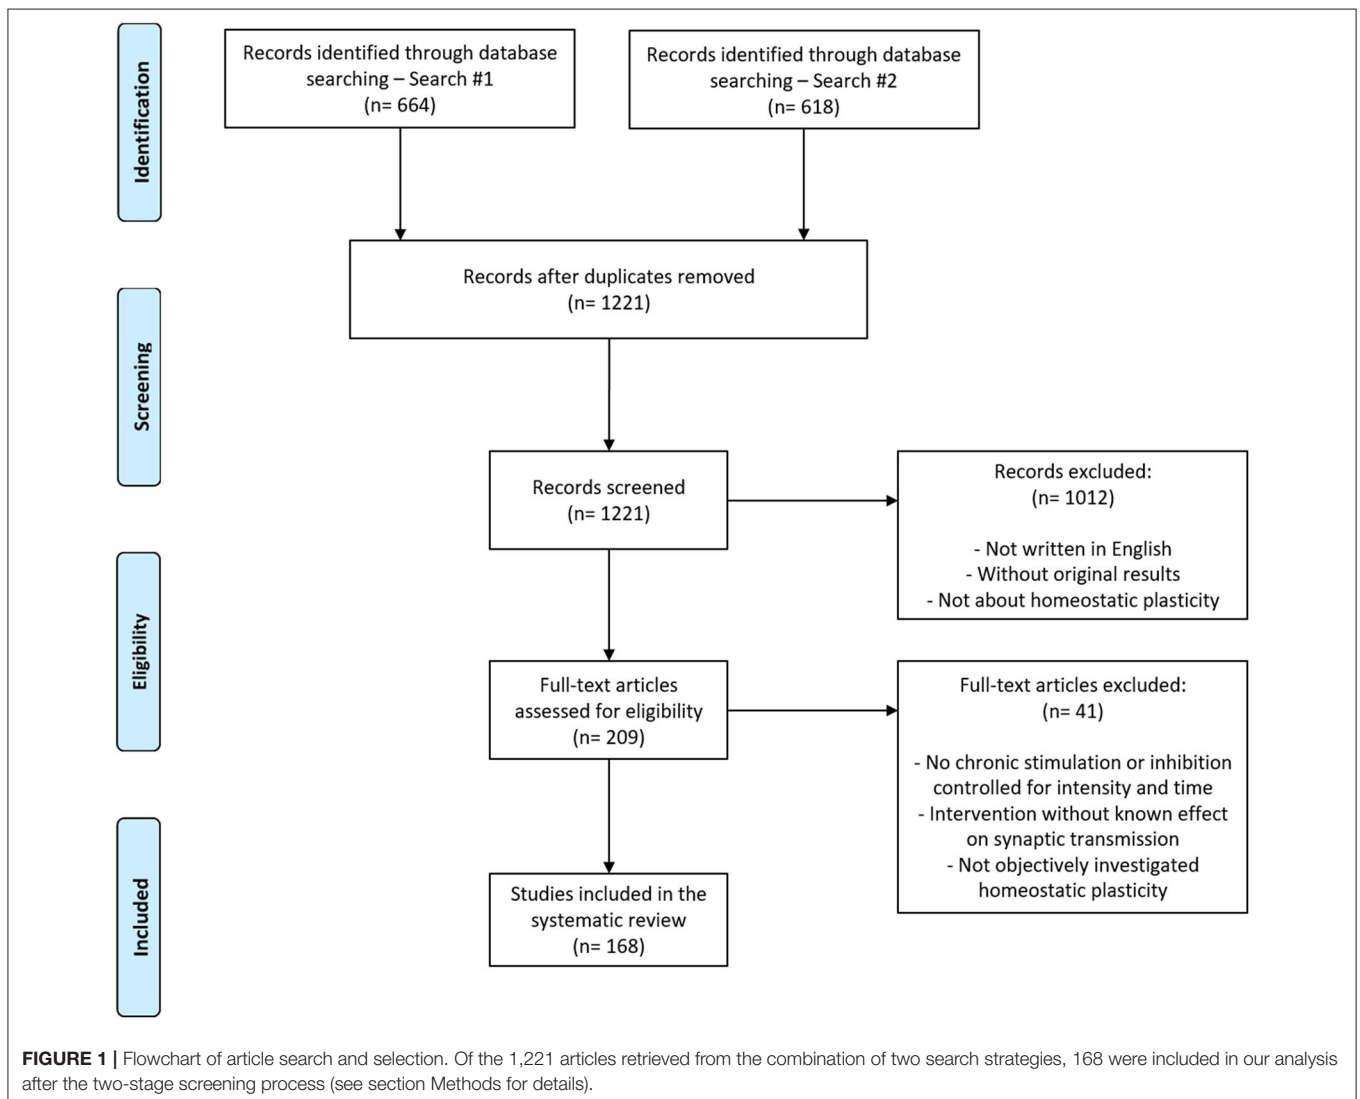 Identification
Records identified through database
searching – Search #1
(n= 664)
Records identified through database
searching – Search #2
(n= 618)
Records after duplicates removed
(n= 1221)
Screening
Records screened
(n= 1221)
Records excluded:
(n= 1012)
- Not written in English
- Without original results
- Not about homeostatic plasticity
Eligibility
Full-text articles
assessed for eligibility
(n= 209)
Full-text articles excluded:
(n= 41)
- No chronic stimulation or inhibition
controlled for intensity and time
- Intervention without known effect
on synaptic transmission
- Not objectively investigated
homeostatic plasticity
Included
Studies included in the
systematic review
(n= 168)
FIGURE 1 | Flowchart of article search and selection. Of the 1,221 articles retrieved from the combination of two search strategies, 168 were included in our analysis
after the two-stage screening process (see section Methods for details).